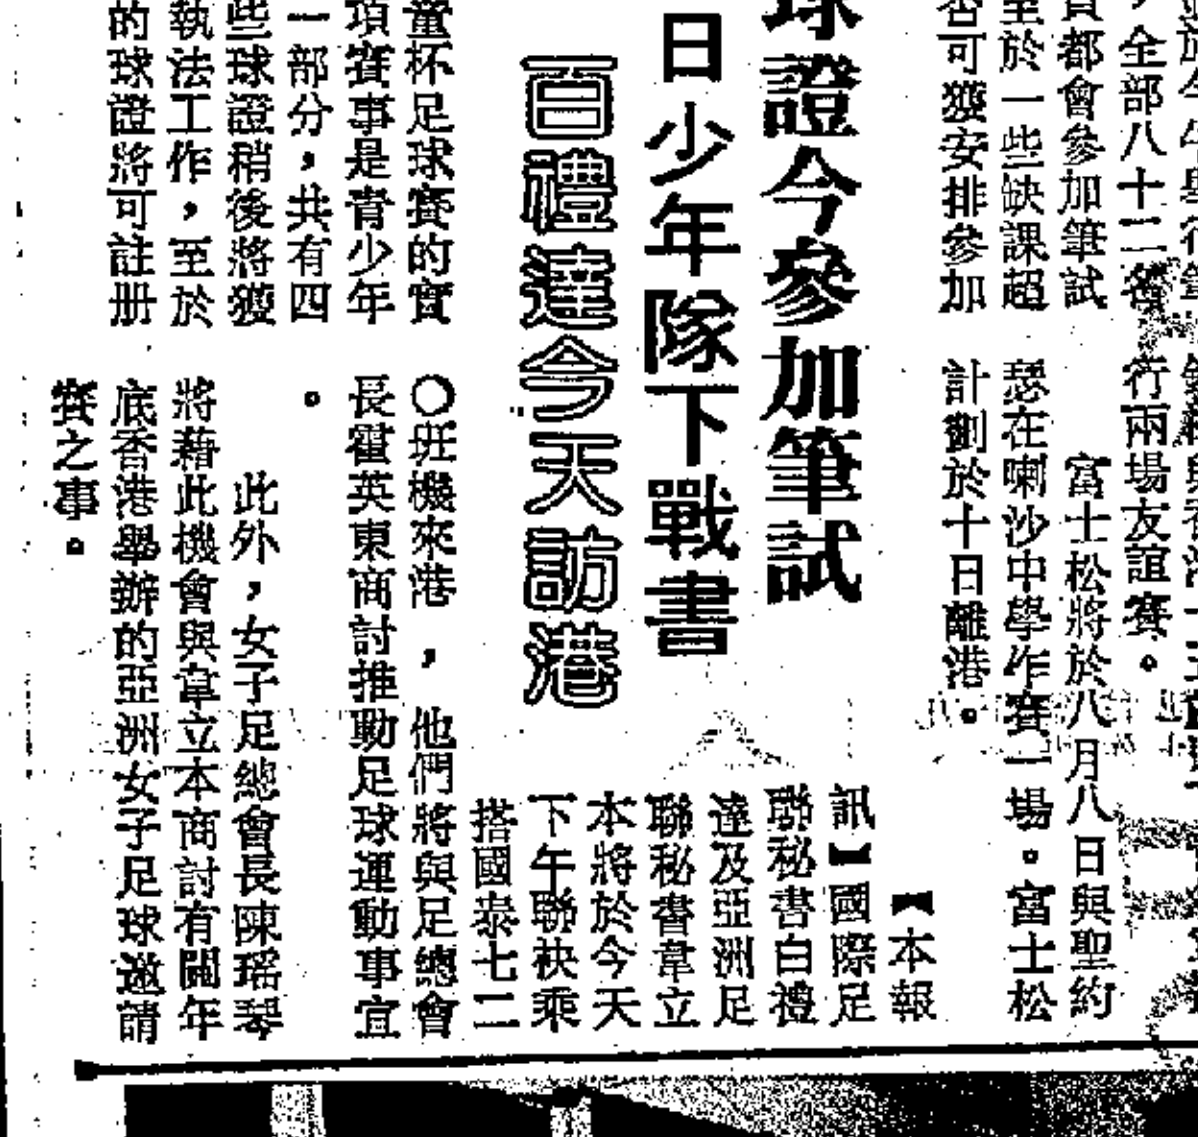 ，全部八十二名
員都會參加筆試
至於一些缺課超
否可獲安排參加
行兩場友誼賽。
富士松將於八月八日與聖約
瑟在喇沙中學作賽一場。富士松
計劃於十日離港。
球證今參加筆試
童杯足球賽的實
項賽事是青少年
一部分，共有四
些球證稍後將獲
執法工作，至於
的球證將可註册
日少年隊下戰書
百禮達今天訪港
【本報
訊】國際足
聯秘書白禮
達及亞洲足
聯秘書韋立
本將於今天
下午聯袂乘
搭國泰七二
〇班機來港，他們將與足總會
長霍英東商討推動足球運動事宜
。
此外，女子足總會長陳瑤琴
將藉此機會與韋立本商討有關年
底香港舉辦的亞洲女子足球邀請
賽之事。